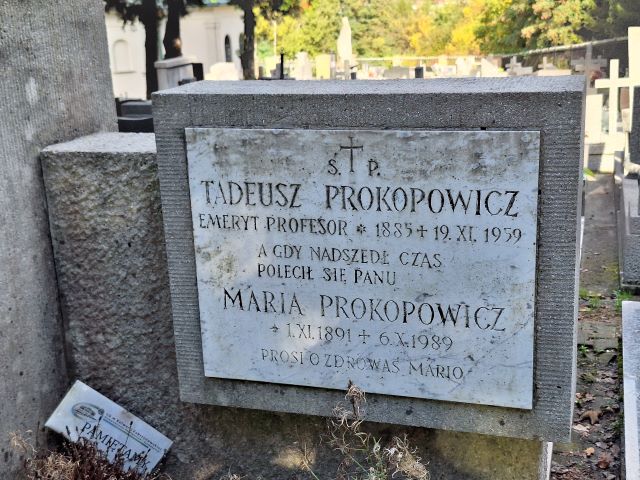 Ś. † P.
TADEUSZ PROKOPOWICZ
EMERYT PROFESOR * 1885 + 19.XI.1959
A GDY NADSZEDŁ CZAS
POLECIŁ SIĘ PANU
MARIA PROKOPOWICZ
+ 1.XI.1891 + 6.X.1989
PROSI O ZDROWAŚ MARIO
PAMIĘTAMY